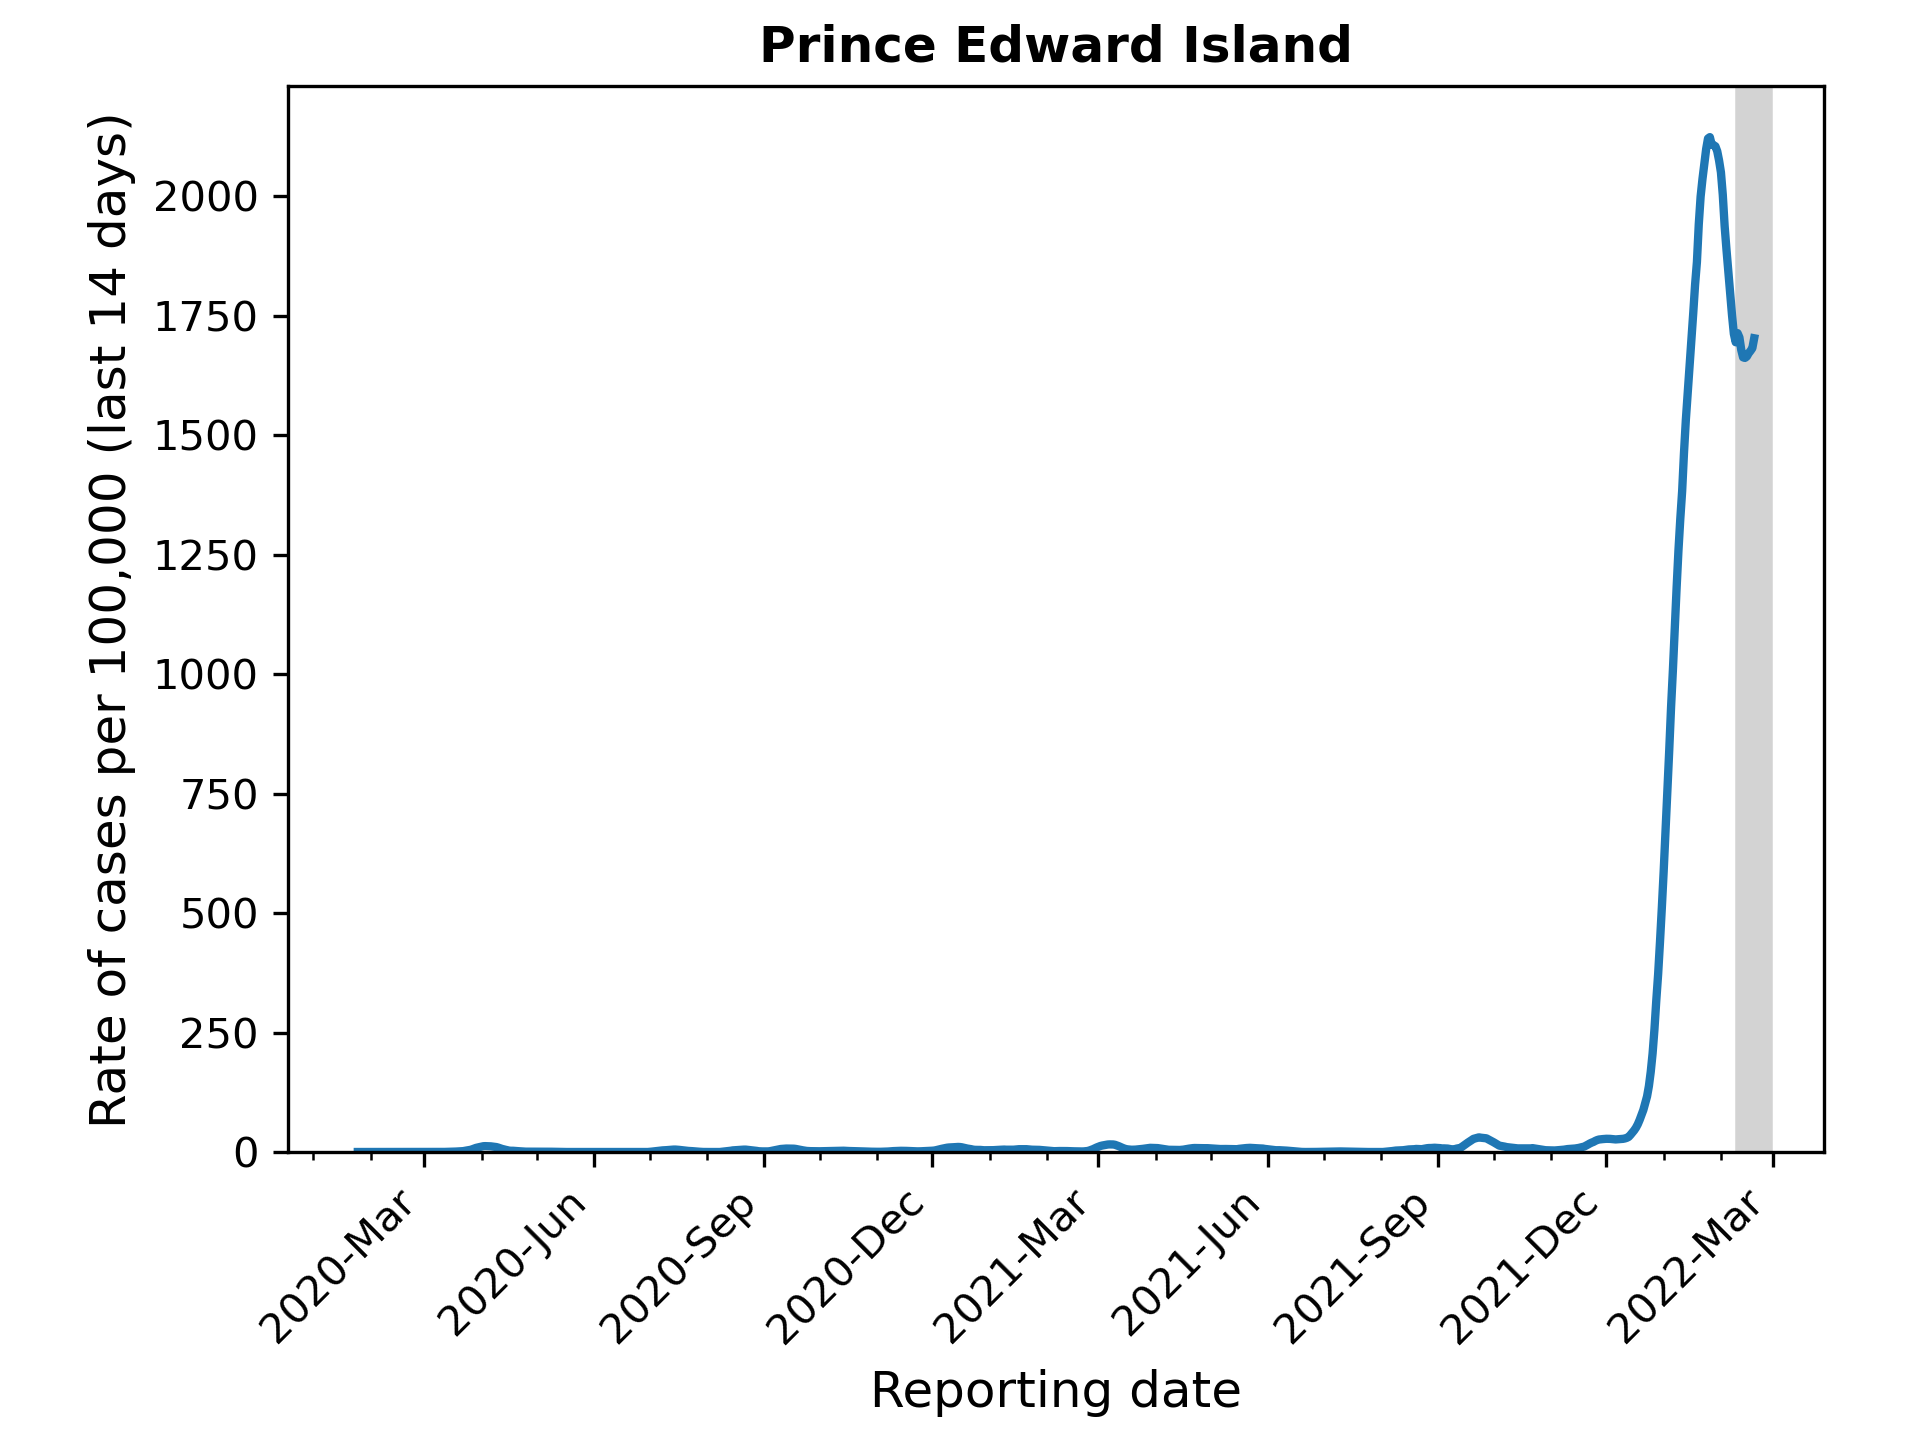 Prince Edward Island
Rate of cases per 100,000 (last 14 days)
2000
1750
1500
1250
1000
750
500
250
0
2020-Mar
2020-Jun
2020-Sep
2020-Dec
2021-Mar
2021-Jun
2021-Sep
2021-Dec
2022-Mar
Reporting date